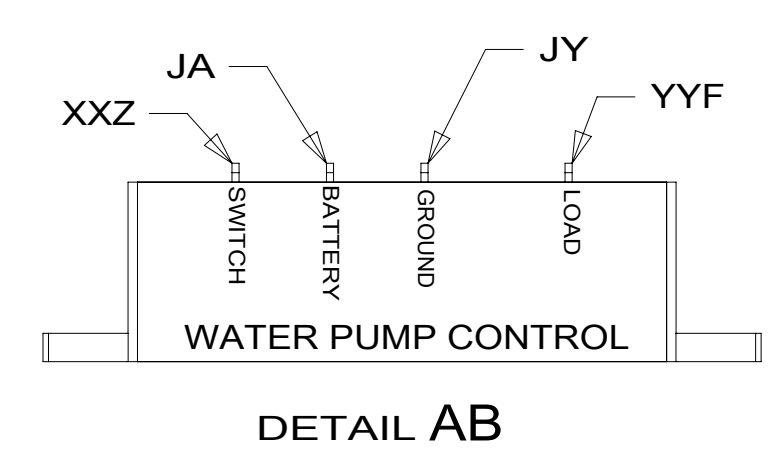 JY
JA
YYF
XXZ
SWITCH
BATTERY
GROUND
LOAD
WATER PUMP CONTROL
DETAIL AB